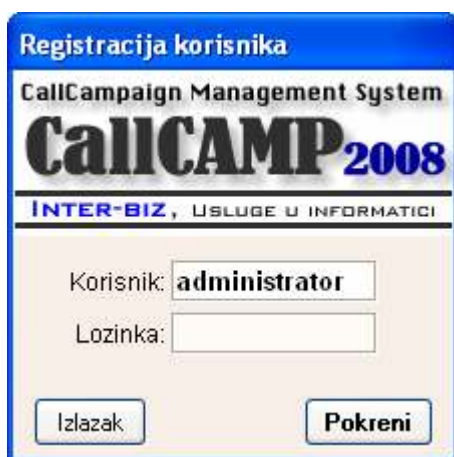 Registracija korisnika
CallCampaign Management System
CallCAMP2008
INTER-BIZ, USLUGE U INFORMATICI
Korisnik: administrator
Lozinka:
Izlazak Pokreni